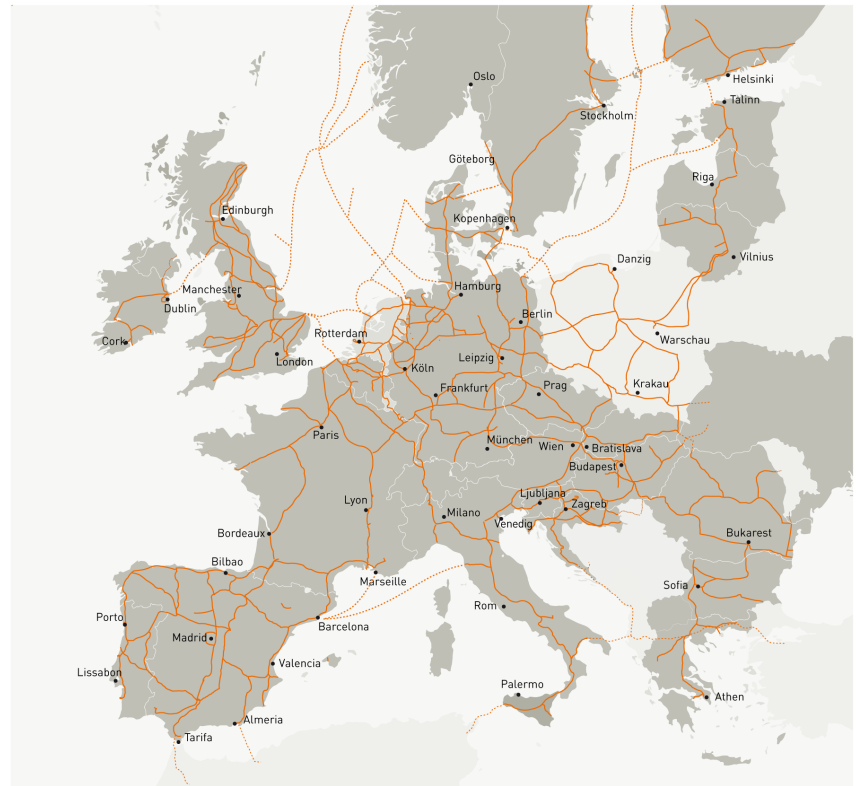 Oslo
Helsinki
Talinn
Stockholm
Göteborg
Riga
Edinburgh
Kopenhagen
Danzig
Vilnius
Manchester
Hamburg
Dublin
Berlin
Rotterdam
Warschau
Cork
London
Leipzig
Köln
Frankfurt
Prag
Krakau
Paris
München
Wien
Bratislava
Budapest
Lyon
Ljubljana
Milano
Zagreb
Venedig
Bordeaux
Bukarest
Bilbao
Marseille
Sofia
Rom
Porto
Barcelona
Madrid
Valencia
Lissabon
Palermo
Athen
Almeria
Tarifa